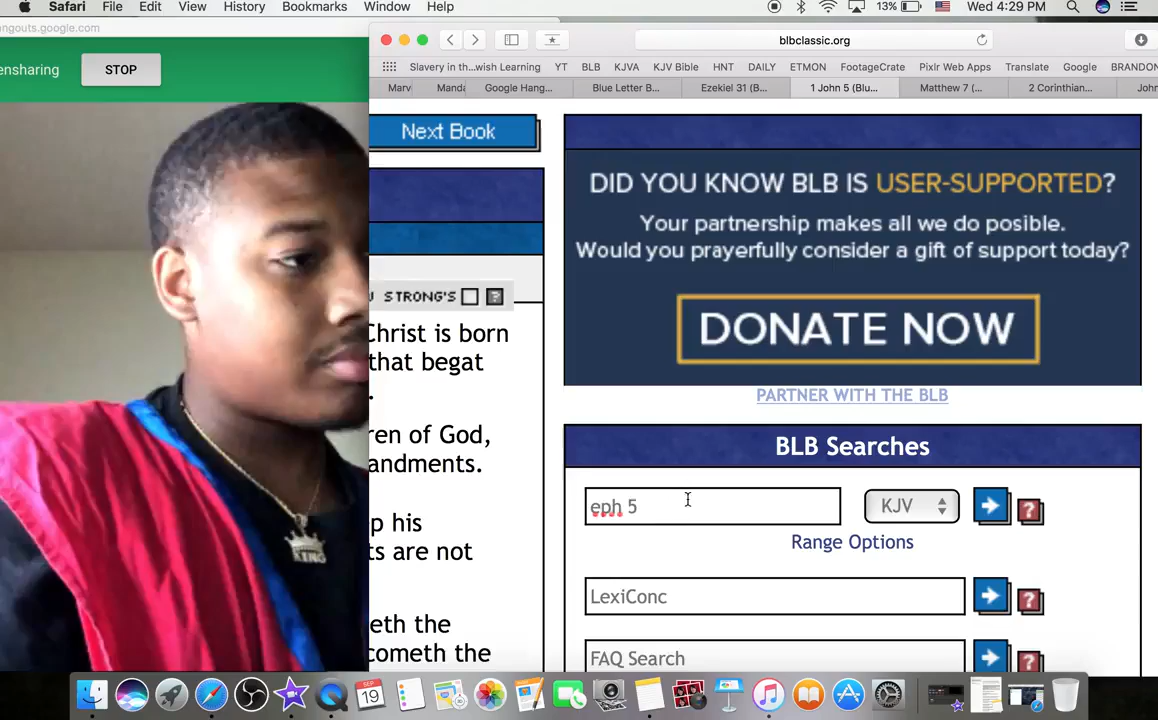 Safari File Edit View History Bookmarks Window Help 13% Wed 4:29 PM
ngouts.google.com
ensharing STOP
blbclassic.org
Slavery in th...wish Learning YT BLB KJVA KJV Bible HNT DAILY ETMON FootageCrate Pixlr Web Apps Translate Google BRANDON
Marv Manda Google Hang... Blue Letter B... Ezekiel 31 (B... 1 John 5 (Blu... Matthew 7 (... 2 Corinthian... John
Next Book
DID YOU KNOW BLB IS USER-SUPPORTED?
Your partnership makes all we do posible.
Would you prayerfully consider a gift of support today?
DONATE NOW
PARTNER WITH THE BLB
STRONG'S ?
Christ is born
that begat
.
ren of God,
andments.
p his
ts are not
eth the
cometh the
BLB Searches
eph 5 KJV ?
Range Options
LexiConc ?
FAQ Search ?
KING
SEP
19